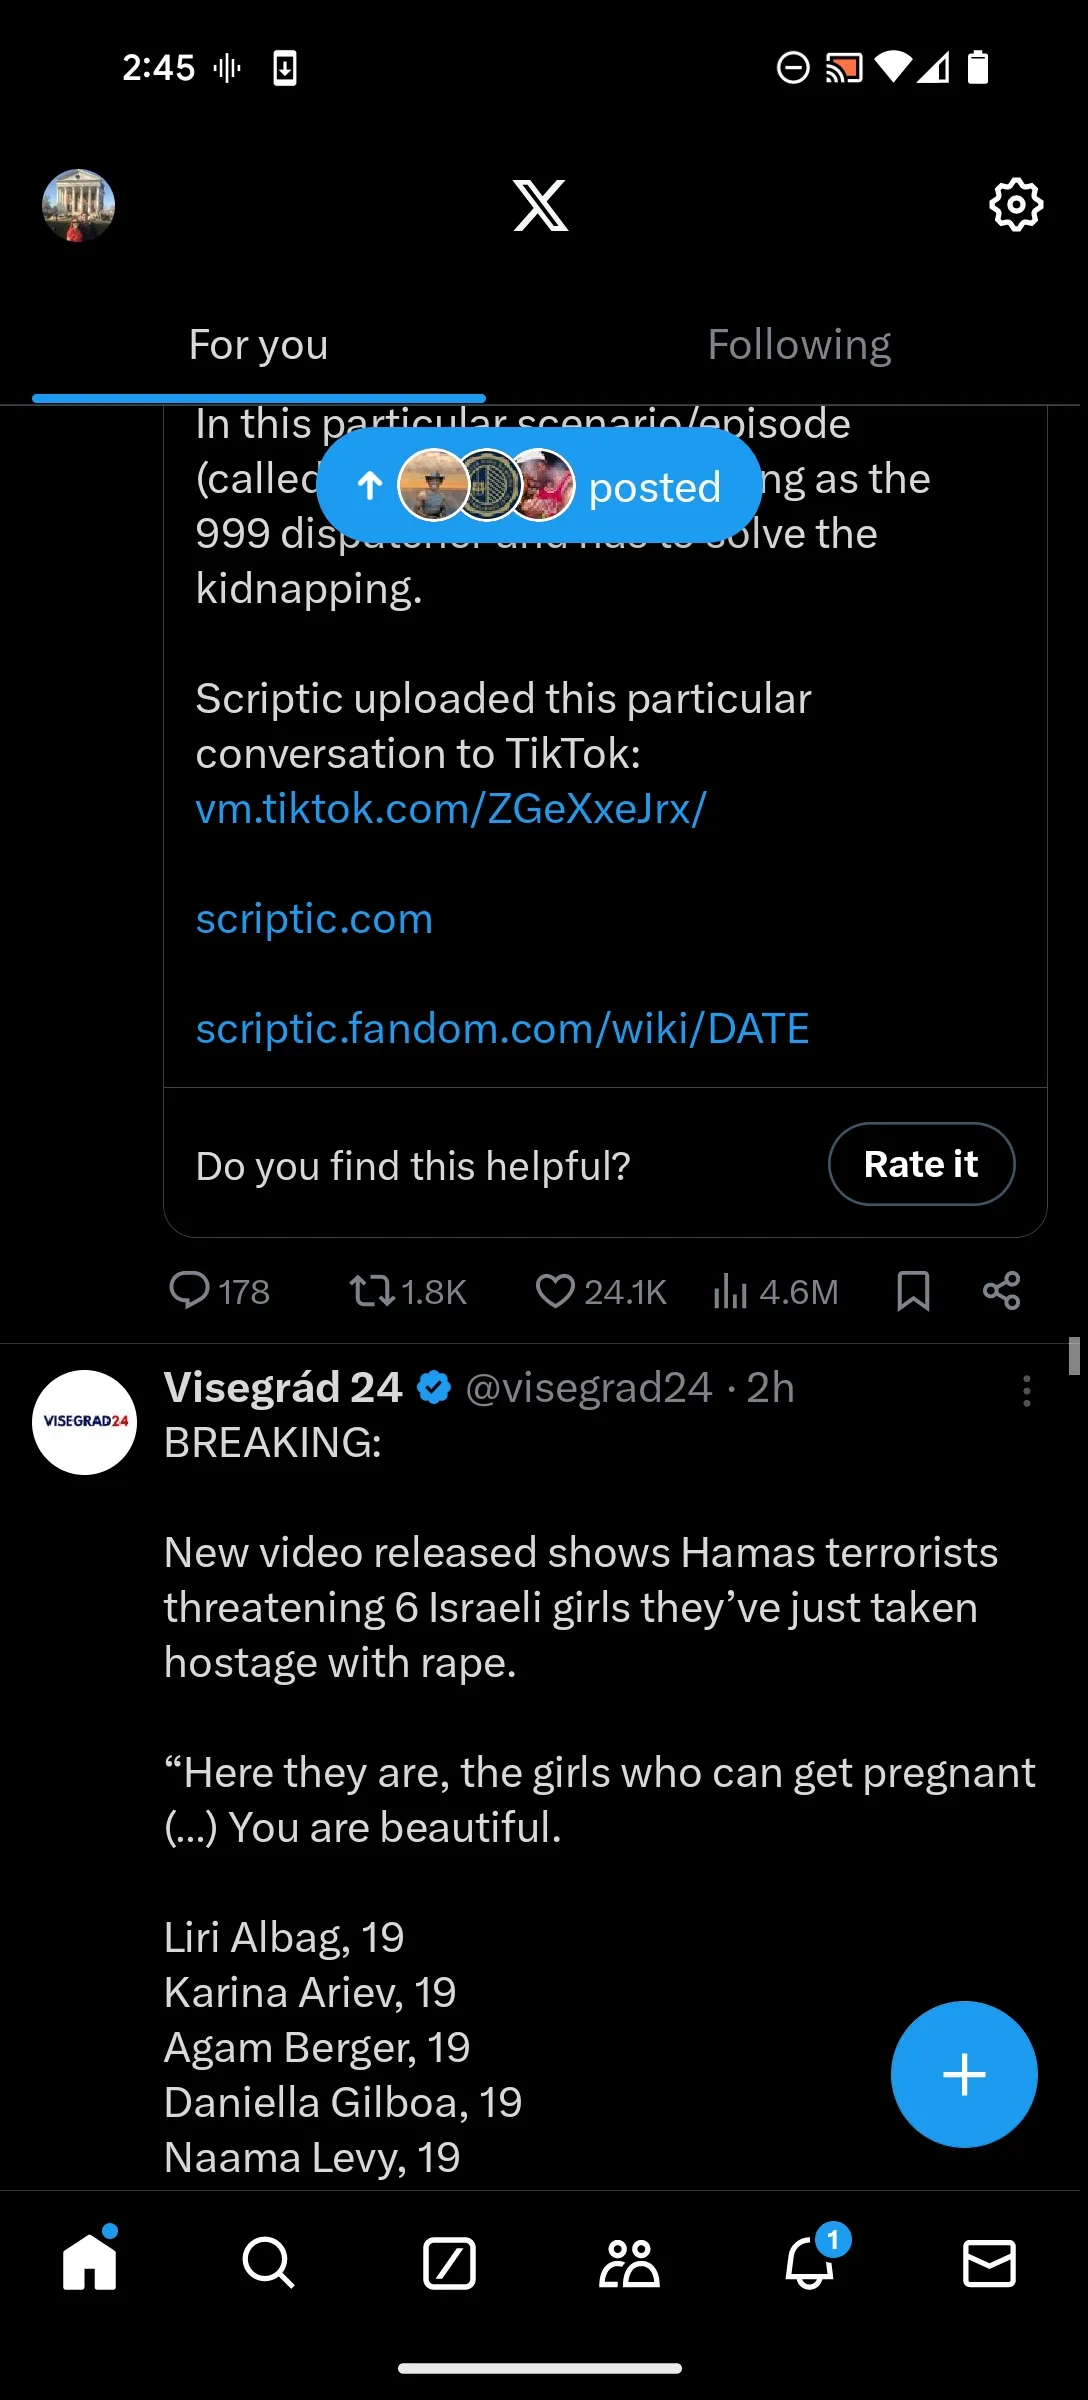 2:45
For you
Following
In this particular scenario/episode
(called
posted
ng as the
999 dispatcher and has to solve the
kidnapping.
Scriptic uploaded this particular
conversation to TikTok:
vm.tiktok.com/ZGeXxeJrx/
scriptic.com
scriptic.fandom.com/wiki/DATE
Do you find this helpful?
Rate it
178
1.8K
24.1K
4.6M
VISEGRAD24
Visegrád 24 @visegrad24 · 2h
BREAKING:
New video released shows Hamas terrorists
threatening 6 Israeli girls they’ve just taken
hostage with rape.
“Here they are, the girls who can get pregnant
(...) You are beautiful.
Liri Albag, 19
Karina Ariev, 19
Agam Berger, 19
Daniella Gilboa, 19
Naama Levy, 19
1